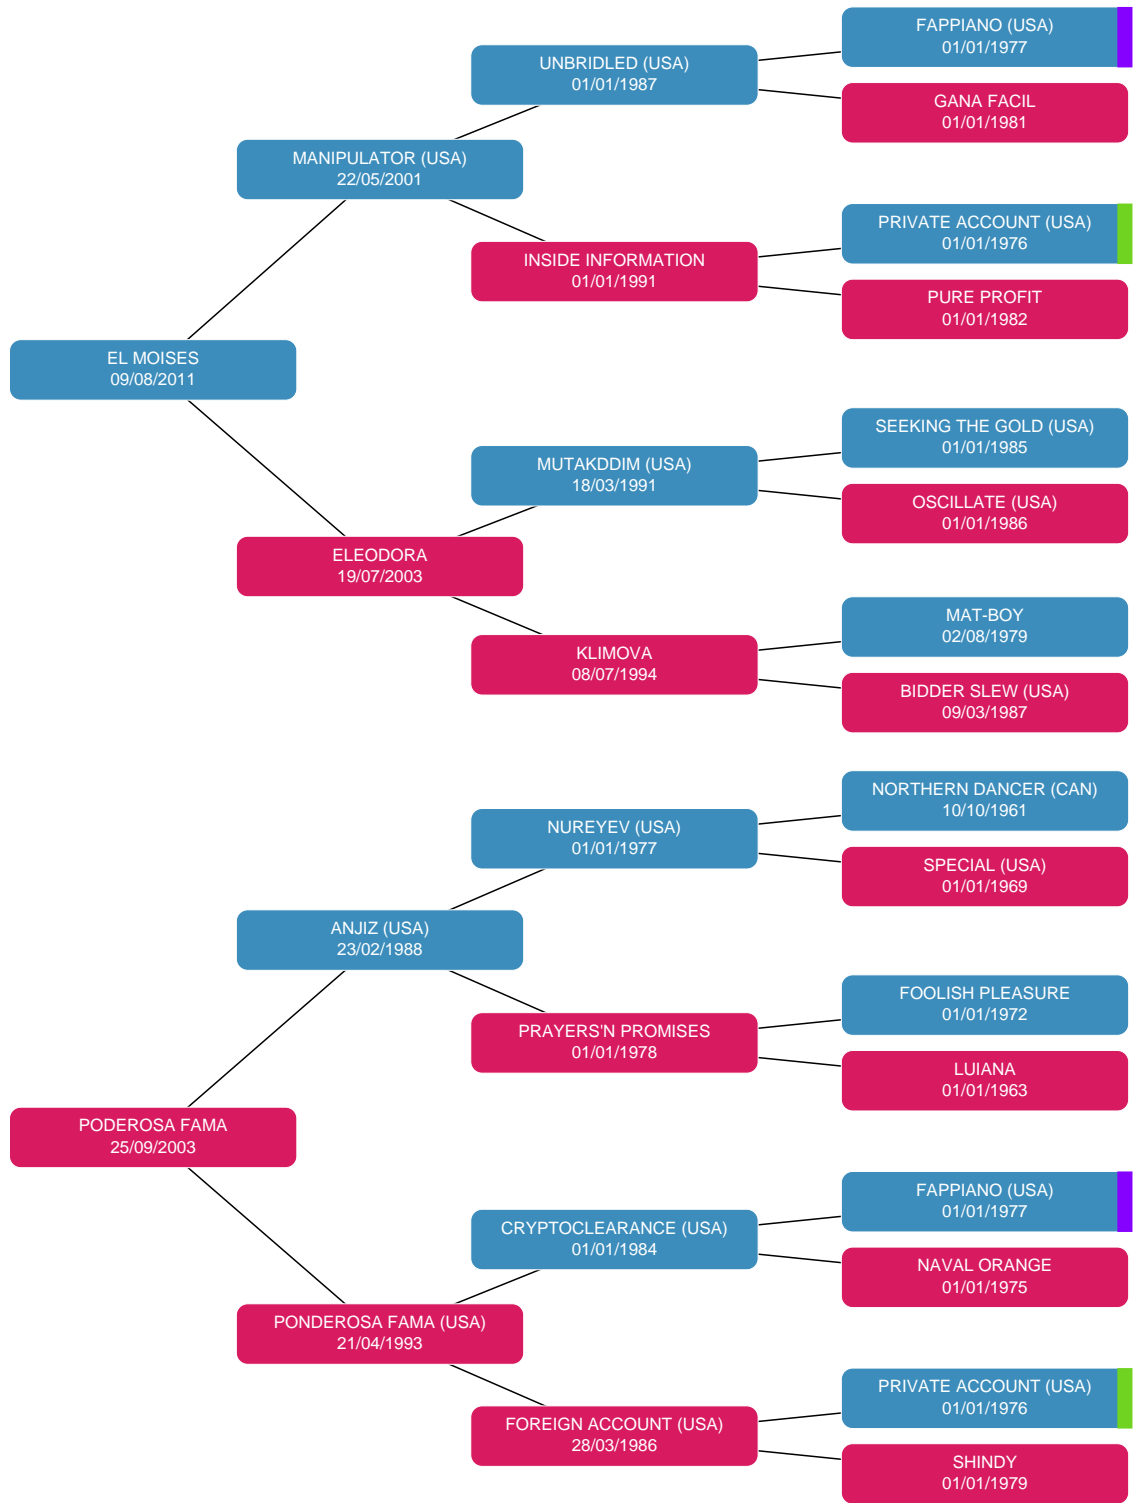 FAPPIANO (USA)
01/01/1977
UNBRIDLED (USA)
01/01/1987
GANA FACIL
01/01/1981
MANIPULATOR (USA)
22/05/2001
PRIVATE ACCOUNT (USA)
01/01/1976
INSIDE INFORMATION
01/01/1991
PURE PROFIT
01/01/1982
EL MOISES
09/08/2011
SEEKING THE GOLD (USA)
01/01/1985
MUTAKDDIM (USA)
18/03/1991
OSCILLATE (USA)
01/01/1986
ELEODORA
19/07/2003
MAT-BOY
02/08/1979
KLIMOVA
08/07/1994
BIDDER SLEW (USA)
09/03/1987
NORTHERN DANCER (CAN)
10/10/1961
NUREYEV (USA)
01/01/1977
SPECIAL (USA)
01/01/1969
ANJIZ (USA)
23/02/1988
FOOLISH PLEASURE
01/01/1972
PRAYERS'N PROMISES
01/01/1978
LUIANA
01/01/1963
PODEROSA FAMA
25/09/2003
FAPPIANO (USA)
01/01/1977
CRYPTOCLEARANCE (USA)
01/01/1984
NAVAL ORANGE
01/01/1975
PONDEROSA FAMA (USA)
21/04/1993
PRIVATE ACCOUNT (USA)
01/01/1976
FOREIGN ACCOUNT (USA)
28/03/1986
SHINDY
01/01/1979